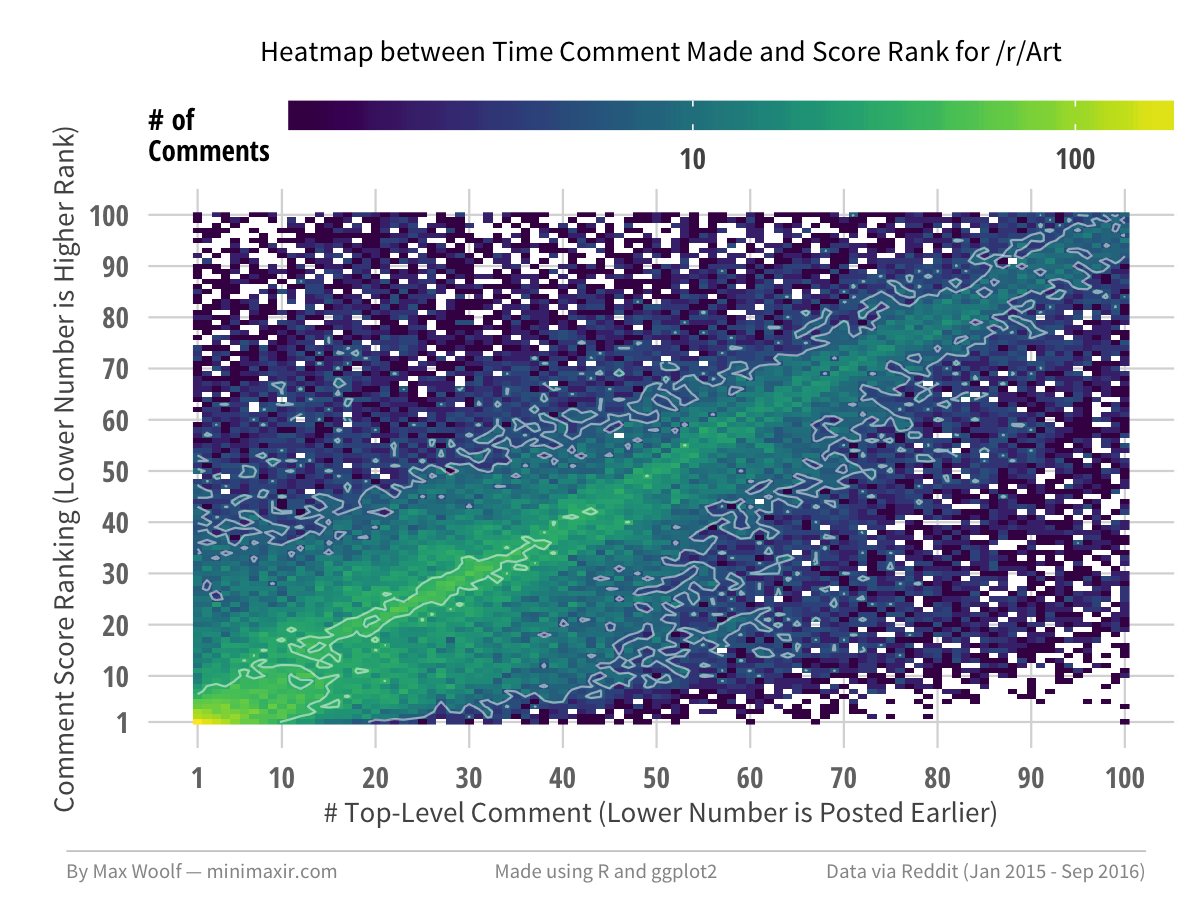 Heatmap between Time Comment Made and Score Rank for /r/Art
# of
Comments
10
100
Comment Score Ranking (Lower Number is Higher Rank)
100
90
80
70
60
50
40
30
20
10
1
1 10 20 30 40 50 60 70 80 90 100
# Top-Level Comment (Lower Number is Posted Earlier)
By Max Woolf — minimaxir.com
Made using R and ggplot2
Data via Reddit (Jan 2015 - Sep 2016)